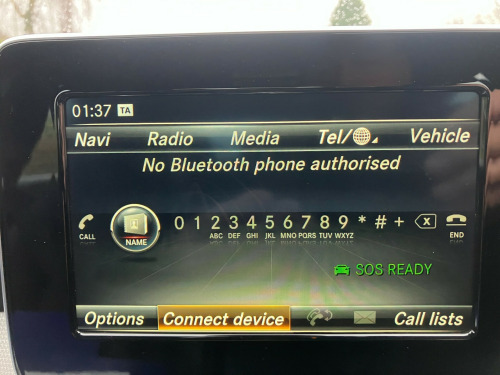 01:37 TA
Navi Radio Media Tel/ Vehicle
No Bluetooth phone authorised
0 1 2 3 4 5 6 7 8 9 * # +
ABC DEF GHI JKL MNO PQRS TUV WXYZ
CALL NAME END
SOS READY
Options Connect device Call lists